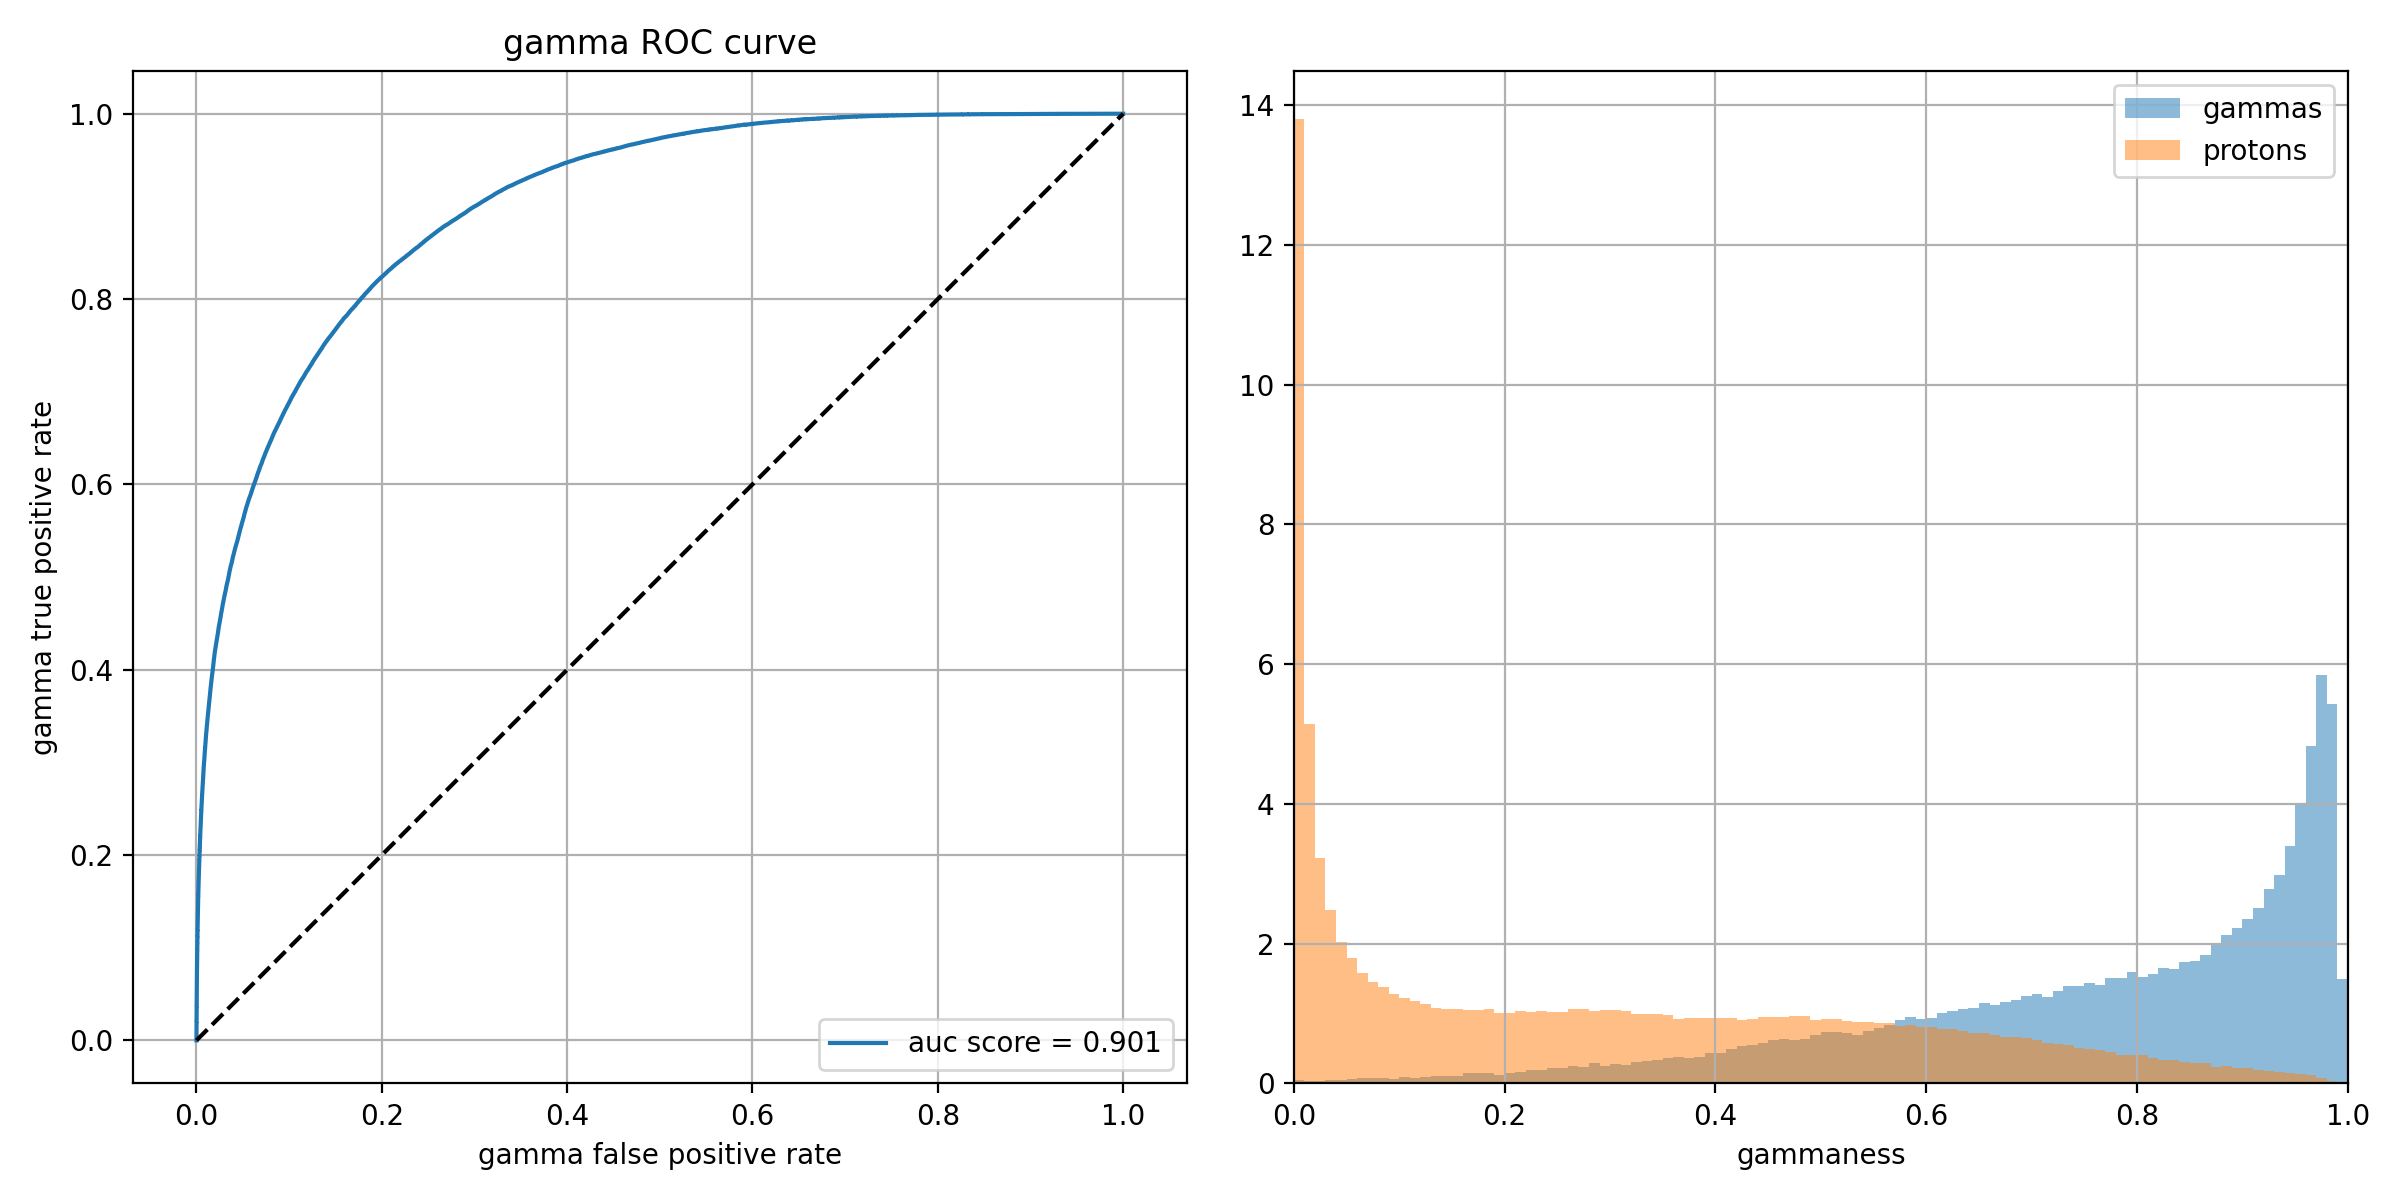 gamma ROC curve
1.0
0.8
0.6
0.4
0.2
0.0
gamma true positive rate
0.0 0.2 0.4 0.6 0.8 1.0
gamma false positive rate
auc score = 0.901
14
12
10
8
6
4
2
0
0.0 0.2 0.4 0.6 0.8 1.0
gammaness
gammas
protons